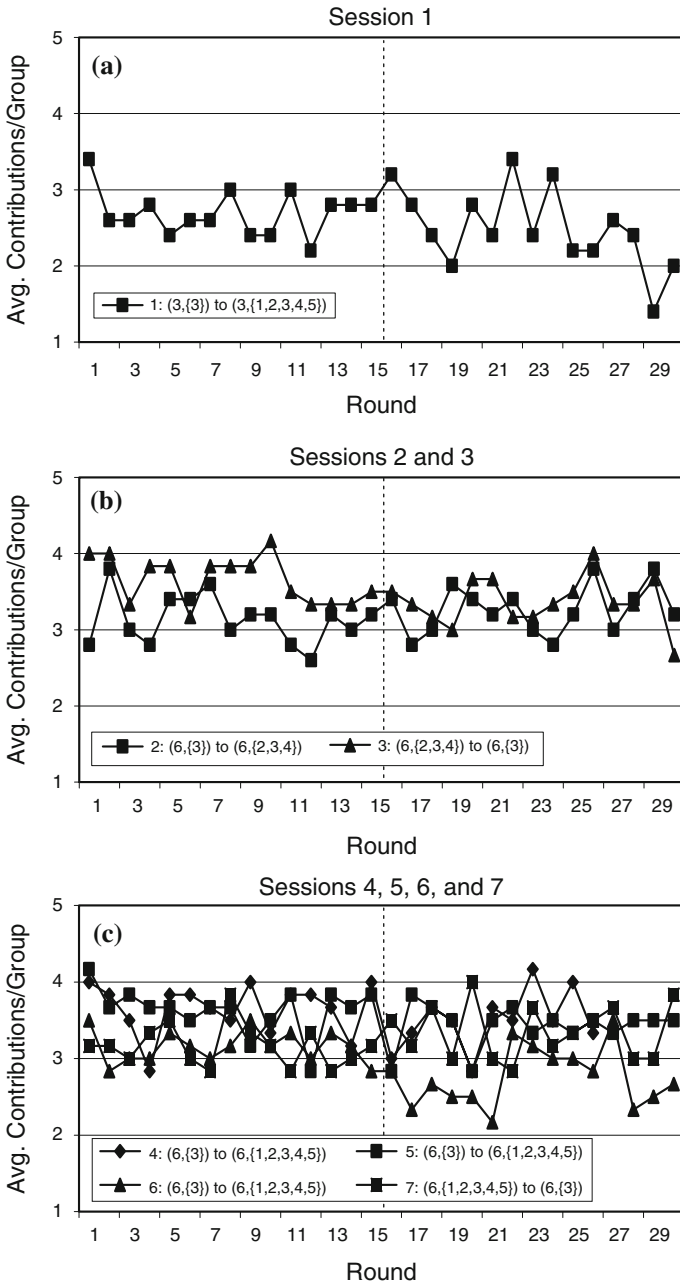 Session 1
(a)
Avg. Contributions/Group
5
4
3
2
1
1: (3,{3}) to (3,{1,2,3,4,5})
1 3 5 7 9 11 13 15 17 19 21 23 25 27 29
Round
Sessions 2 and 3
(b)
Avg. Contributions/Group
5
4
3
2
1
2: (6,{3}) to (6,{2,3,4}) 3: (6,{2,3,4}) to (6,{3})
1 3 5 7 9 11 13 15 17 19 21 23 25 27 29
Round
Sessions 4, 5, 6, and 7
(c)
Avg. Contributions/Group
5
4
3
2
1
4: (6,{3}) to (6,{1,2,3,4,5}) 5: (6,{3}) to (6,{1,2,3,4,5})
6: (6,{3}) to (6,{1,2,3,4,5}) 7: (6,{1,2,3,4,5}) to (6,{3})
1 3 5 7 9 11 13 15 17 19 21 23 25 27 29
Round